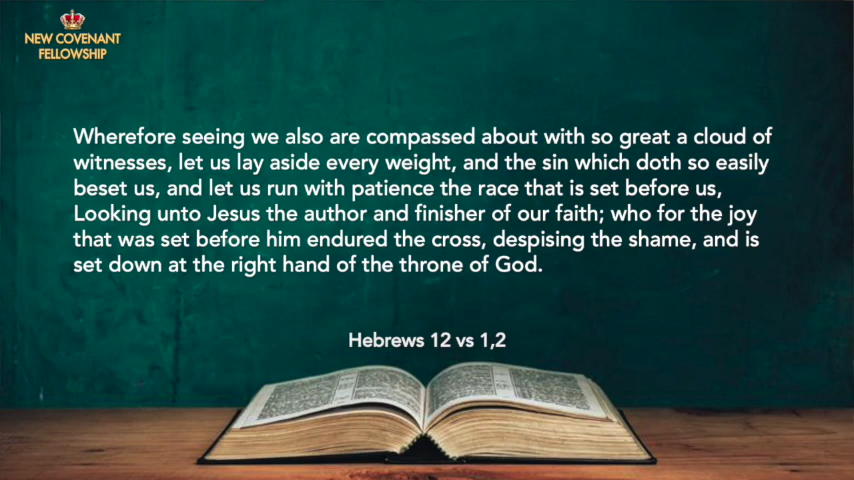 NEW COVENANT
FELLOWSHIP
Wherefore seeing we also are compassed about with so great a cloud of
witnesses, let us lay aside every weight, and the sin which doth so easily
beset us, and let us run with patience the race that is set before us,
Looking unto Jesus the author and finisher of our faith; who for the joy
that was set before him endured the cross, despising the shame, and is
set down at the right hand of the throne of God.
Hebrews 12 vs 1,2